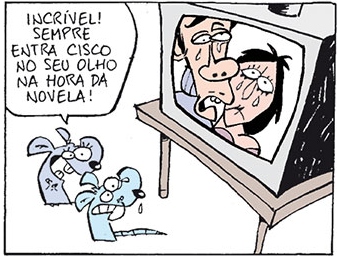 INCRÍVEL!
SEMPRE
ENTRA CISCO
NO SEU OLHO
NA HORA DA
NOVELA!